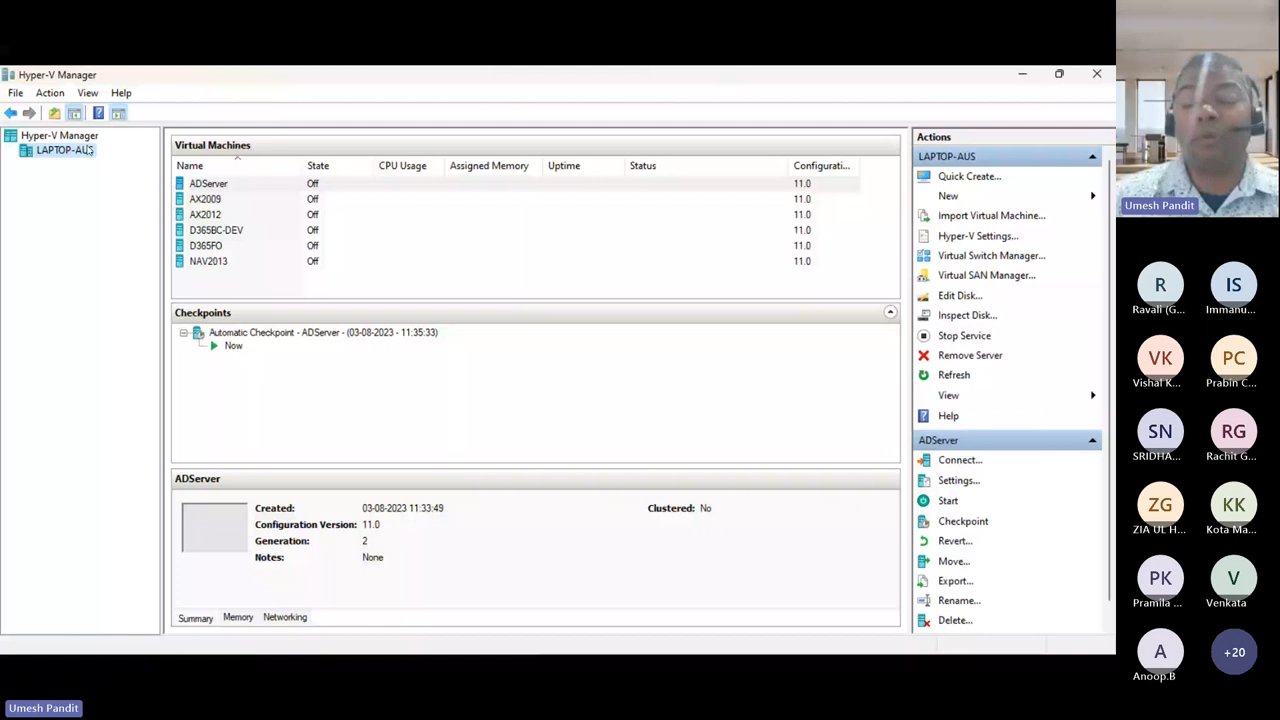 Hyper-V Manager
File Action View Help
Hyper-V Manager
LAPTOP-AUS
Virtual Machines
Name State CPU Usage Assigned Memory Uptime Status Configurati...
ADServer Off 11.0
AX2009 Off 11.0
AX2012 Off 11.0
D365BC-DEV Off 11.0
D365FO Off 11.0
NAV2013 Off 11.0
Checkpoints
Automatic Checkpoint - ADServer - (03-08-2023 - 11:35:33)
Now
ADServer
Created: 03-08-2023 11:33:49 Clustered: No
Configuration Version: 11.0
Generation: 2
Notes: None
Summary Memory Networking
Actions
LAPTOP-AUS
Quick Create...
New
Import Virtual Machine...
Hyper-V Settings...
Virtual Switch Manager...
Virtual SAN Manager...
Edit Disk...
Inspect Disk...
Stop Service
Remove Server
Refresh
View
Help
ADServer
Connect...
Settings...
Start
Checkpoint
Revert...
Move...
Export...
Rename...
Delete...
Umesh Pandit
R IS
Ravali (G... Immanu...
VK PC
Vishal K... Prabin C...
SN RG
SRIDHA... Rachit G...
ZG KK
ZIA UL H... Kota Ma...
PK V
Pramila ... Venkata
A +20
Anoop.B
Umesh Pandit